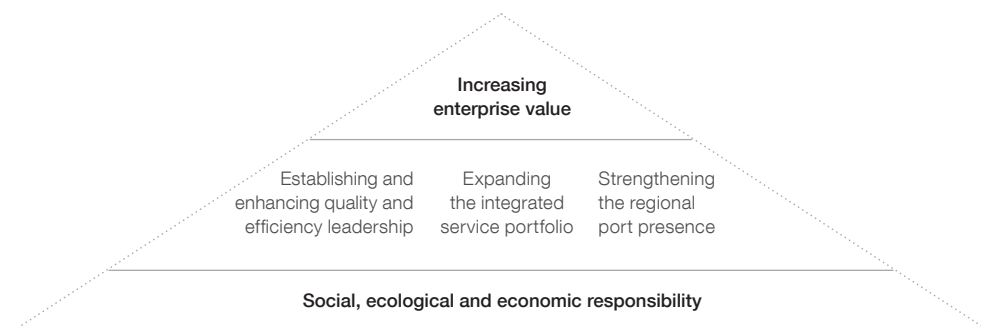 Increasing
enterprise value
Establishing and
enhancing quality and
efficiency leadership
Expanding
the integrated
service portfolio
Strengthening
the regional
port presence
Social, ecological and economic responsibility